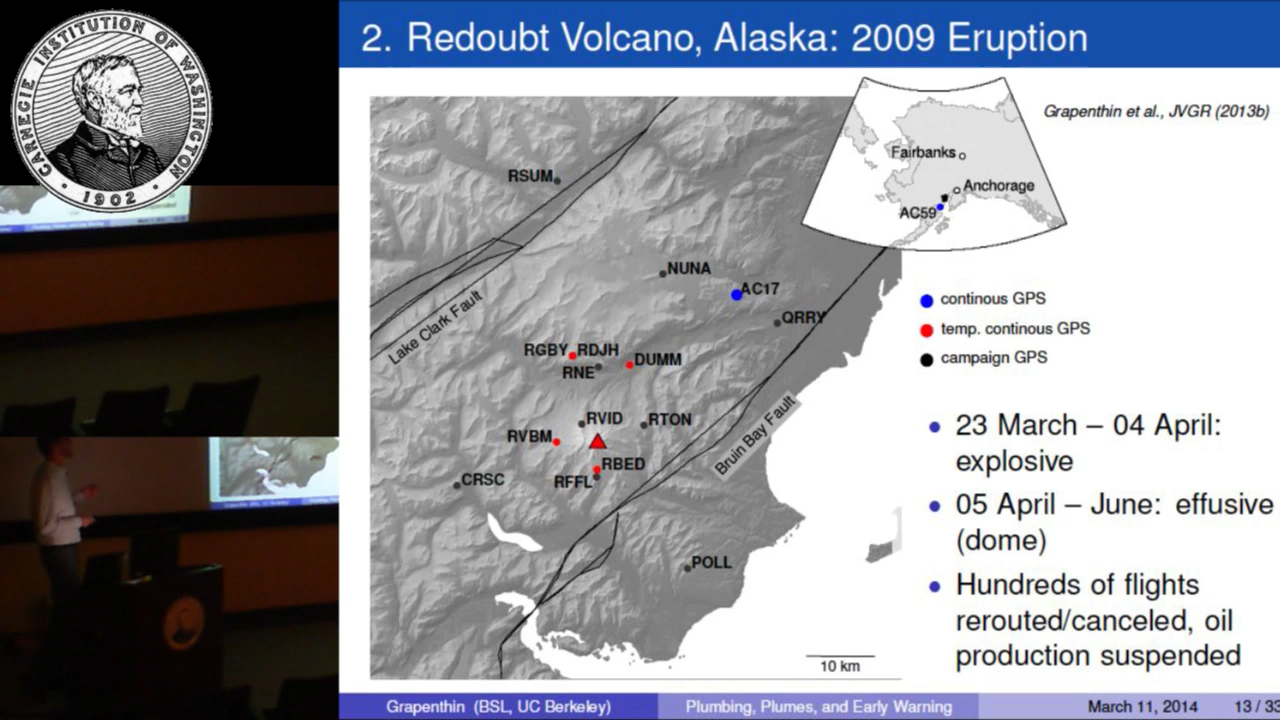 CARNEGIE INSTITUTION OF WASHINGTON
1902
2. Redoubt Volcano, Alaska: 2009 Eruption
Grapenthin et al., JVGR (2013b)
Fairbanks
Anchorage
AC59
RSUM
NUNA
AC17
QRRY
Lake Clark Fault
RGBY RDJH
DUMM
RNE
RVID
RTON
RVBM
RBED
RFFL
CRSC
Bruin Bay Fault
POLL
10 km
continous GPS
temp. continous GPS
campaign GPS
23 March – 04 April:
explosive
05 April – June: effusive
(dome)
Hundreds of flights
rerouted/canceled, oil
production suspended
Grapenthin (BSL, UC Berkeley)
Plumbing, Plumes, and Early Warning
March 11, 2014
13 / 33